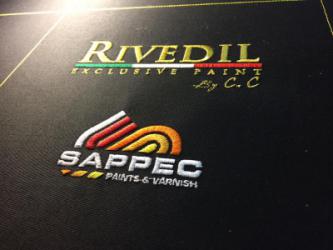 RIVEDIL
EXCLUSIVE PAINT
By C.C
SAPPEC
PAINTS & VARNISH